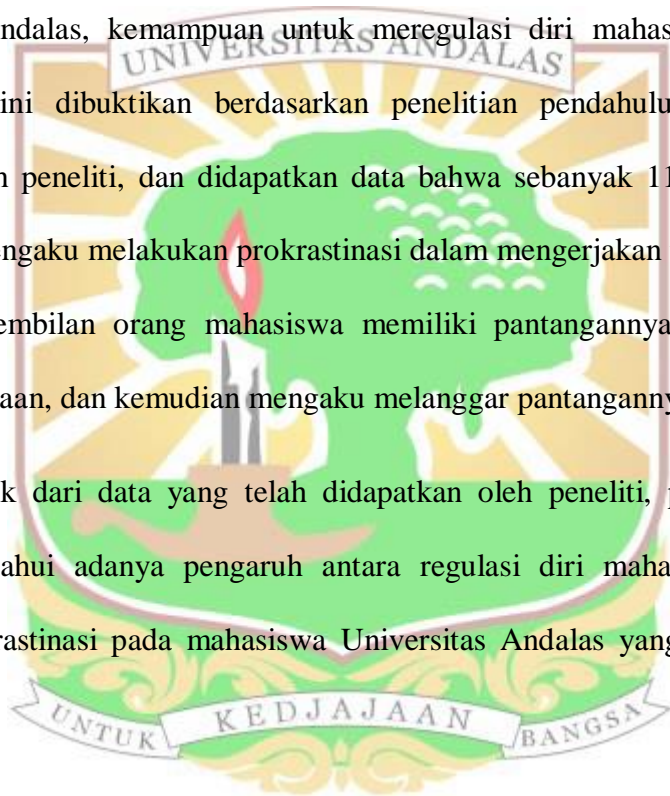 ndalas, kemampuan untuk meregulasi diri mahas
UNIVERSITAS ANDALAS
ini dibuktikan berdasarkan penelitian pendahulu
n peneliti, dan didapatkan data bahwa sebanyak 11
engaku melakukan prokrastinasi dalam mengerjakan
embilan orang mahasiswa memiliki pantangannya
aan, dan kemudian mengaku melanggar pantanganny
k dari data yang telah didapatkan oleh peneliti, p
ahui adanya pengaruh antara regulasi diri maha
rastinasi pada mahasiswa Universitas Andalas yang
UNTUK KEDJAJAAN BANGSA